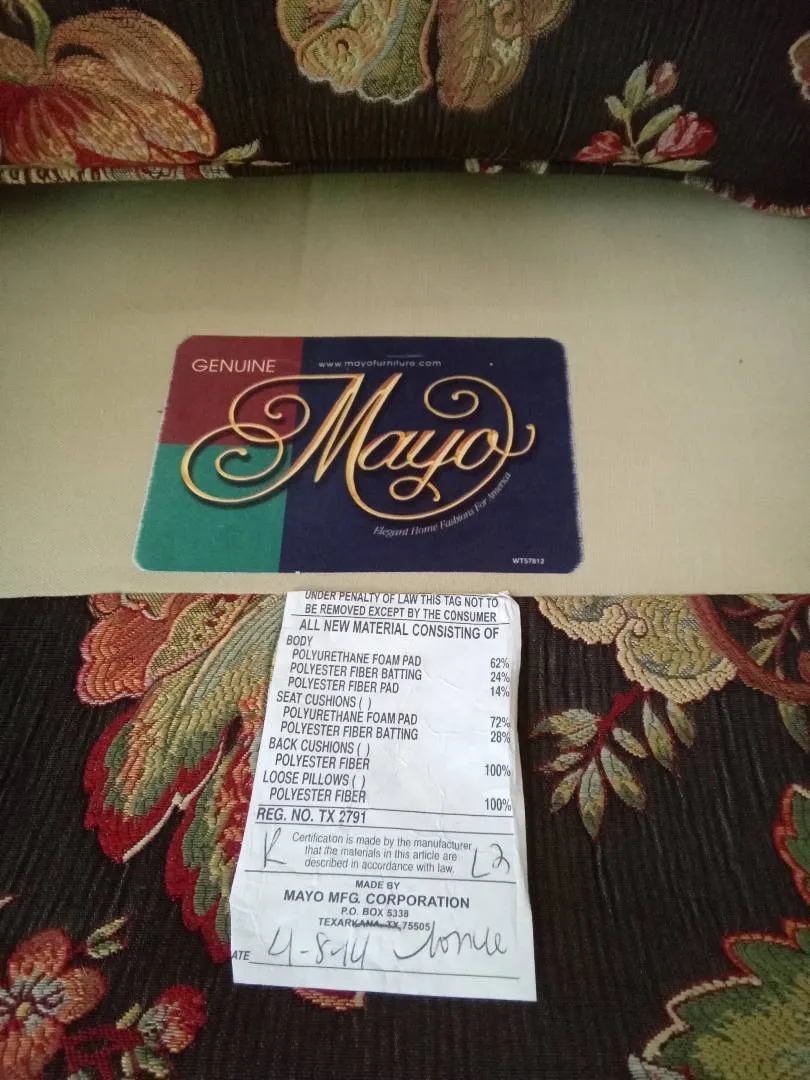 GENUINE
www.mayofurniture.com
Mayo
Elegant Home Fashions For America
WT57812
UNDER PENALTY OF LAW THIS TAG NOT TO
BE REMOVED EXCEPT BY THE CONSUMER
ALL NEW MATERIAL CONSISTING OF
BODY
POLYURETHANE FOAM PAD 62%
POLYESTER FIBER BATTING 24%
POLYESTER FIBER PAD 14%
SEAT CUSHIONS ( )
POLYURETHANE FOAM PAD 72%
POLYESTER FIBER BATTING 28%
BACK CUSHIONS ( )
POLYESTER FIBER 100%
LOOSE PILLOWS ( )
POLYESTER FIBER 100%
REG. NO. TX 2791
Certification is made by the manufacturer
that the materials in this article are
described in accordance with law.
R L2
MADE BY
MAYO MFG. CORPORATION
P.O. BOX 5338
TEXARKANA, TX 75505
ATE 4-8-14